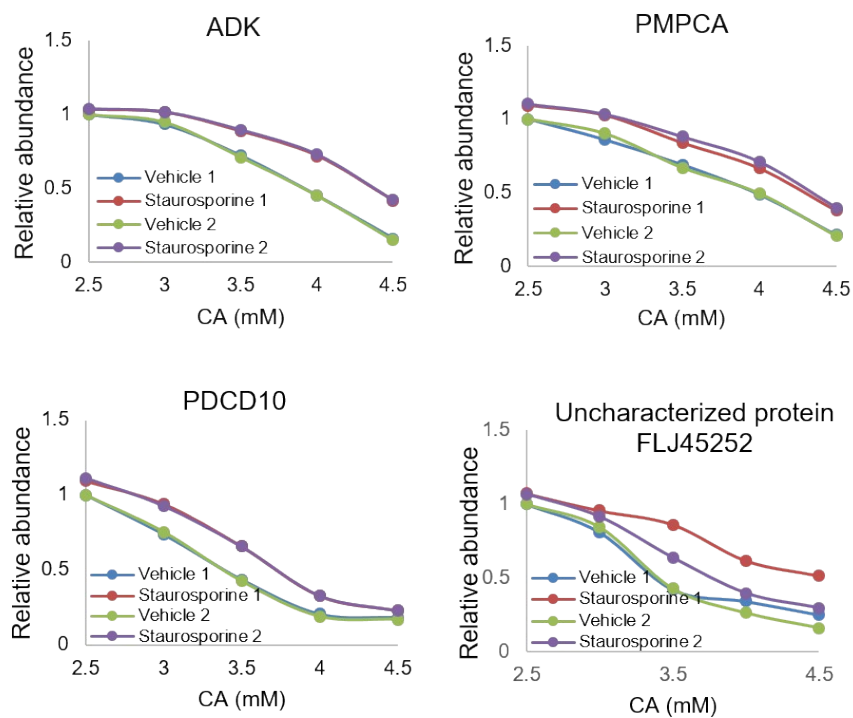 ADK
Relative abundance
1.5
1
0.5
0
Vehicle 1
Staurosporine 1
Vehicle 2
Staurosporine 2
2.5 3 3.5 4 4.5
CA (mM)
PMPCA
Relative abundance
1.5
1
0.5
0
Vehicle 1
Staurosporine 1
Vehicle 2
Staurosporine 2
2.5 3 3.5 4 4.5
CA (mM)
PDCD10
Relative abundance
1.5
1
0.5
0
Vehicle 1
Staurosporine 1
Vehicle 2
Staurosporine 2
2.5 3 3.5 4 4.5
CA (mM)
Uncharacterized protein
FLJ45252
Relative abundance
1.5
1
0.5
0
Vehicle 1
Staurosporine 1
Vehicle 2
Staurosporine 2
2.5 3.5 4.5
CA (mM)